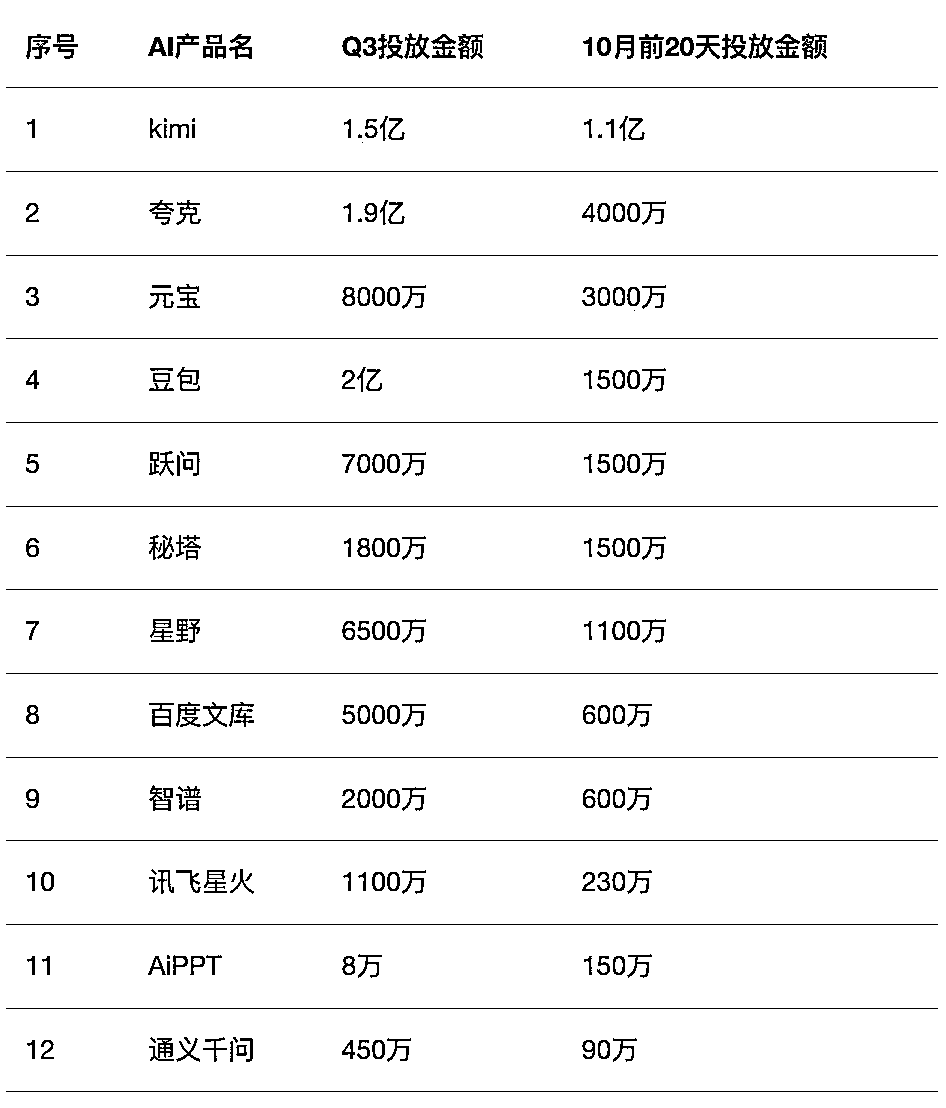 序号 AI产品名 Q3投放金额 10月前20天投放金额
1 kimi 1.5亿 1.1亿
2 夸克 1.9亿 4000万
3 元宝 8000万 3000万
4 豆包 2亿 1500万
5 跃问 7000万 1500万
6 秘塔 1800万 1500万
7 星野 6500万 1100万
8 百度文库 5000万 600万
9 智谱 2000万 600万
10 讯飞星火 1100万 230万
11 AiPPT 8万 150万
12 通义千问 450万 90万